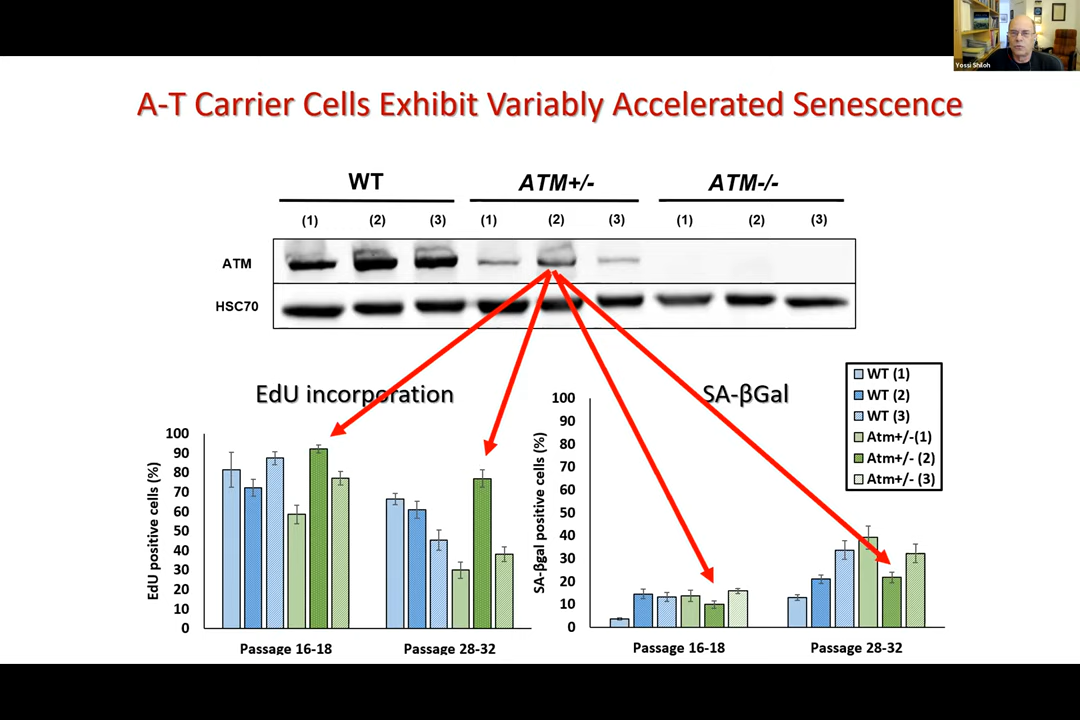 Yossi Shiloh
A-T Carrier Cells Exhibit Variably Accelerated Senescence
WT ATM+/- ATM-/-
(1) (2) (3) (1) (2) (3) (1) (2) (3)
ATM
HSC70
EdU incorporation
EdU positive cells (%)
100
90
80
70
60
50
40
30
20
10
0
Passage 16-18 Passage 28-32
SA-βGal
SA-βgal positive cells (%)
100
90
80
70
60
50
40
30
20
10
0
Passage 16-18 Passage 28-32
WT (1)
WT (2)
WT (3)
Atm+/-(1)
Atm+/- (2)
Atm+/- (3)